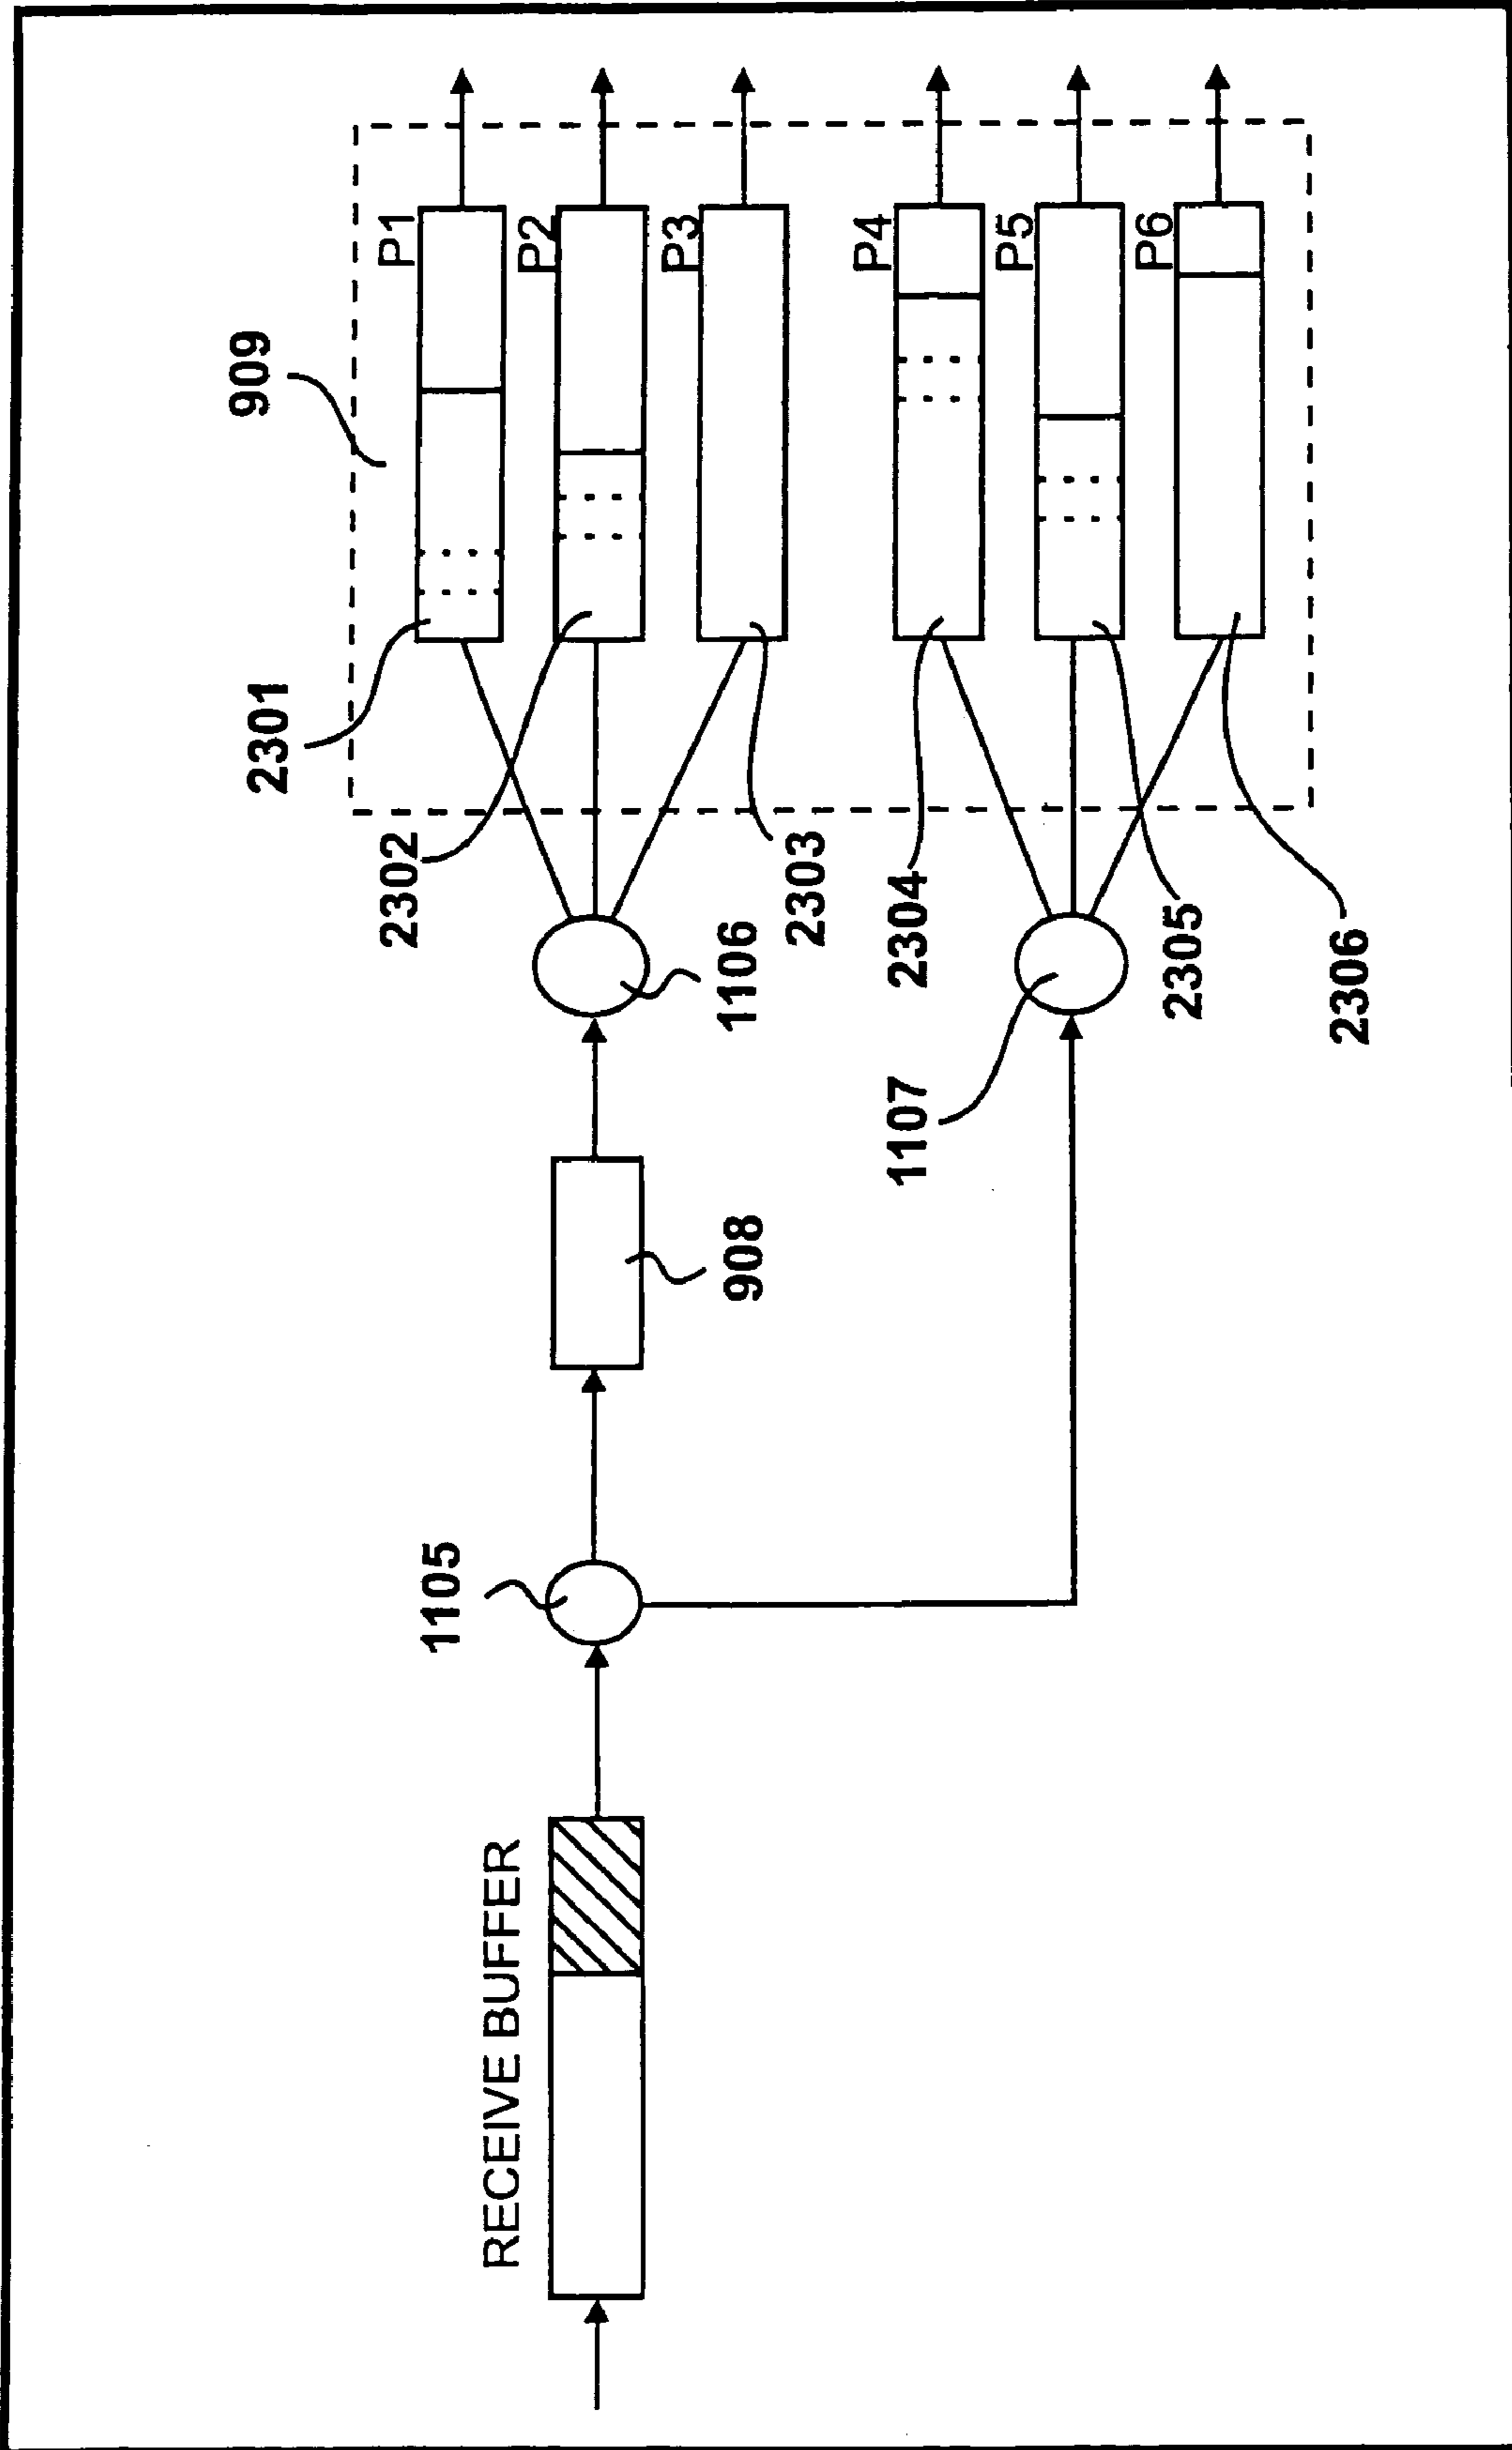 RECEIVE BUFFER
1105
908
1106
1107
909
2301
2302
2303
2304
2305
2306
P1
P2
P3
P4
P5
P6